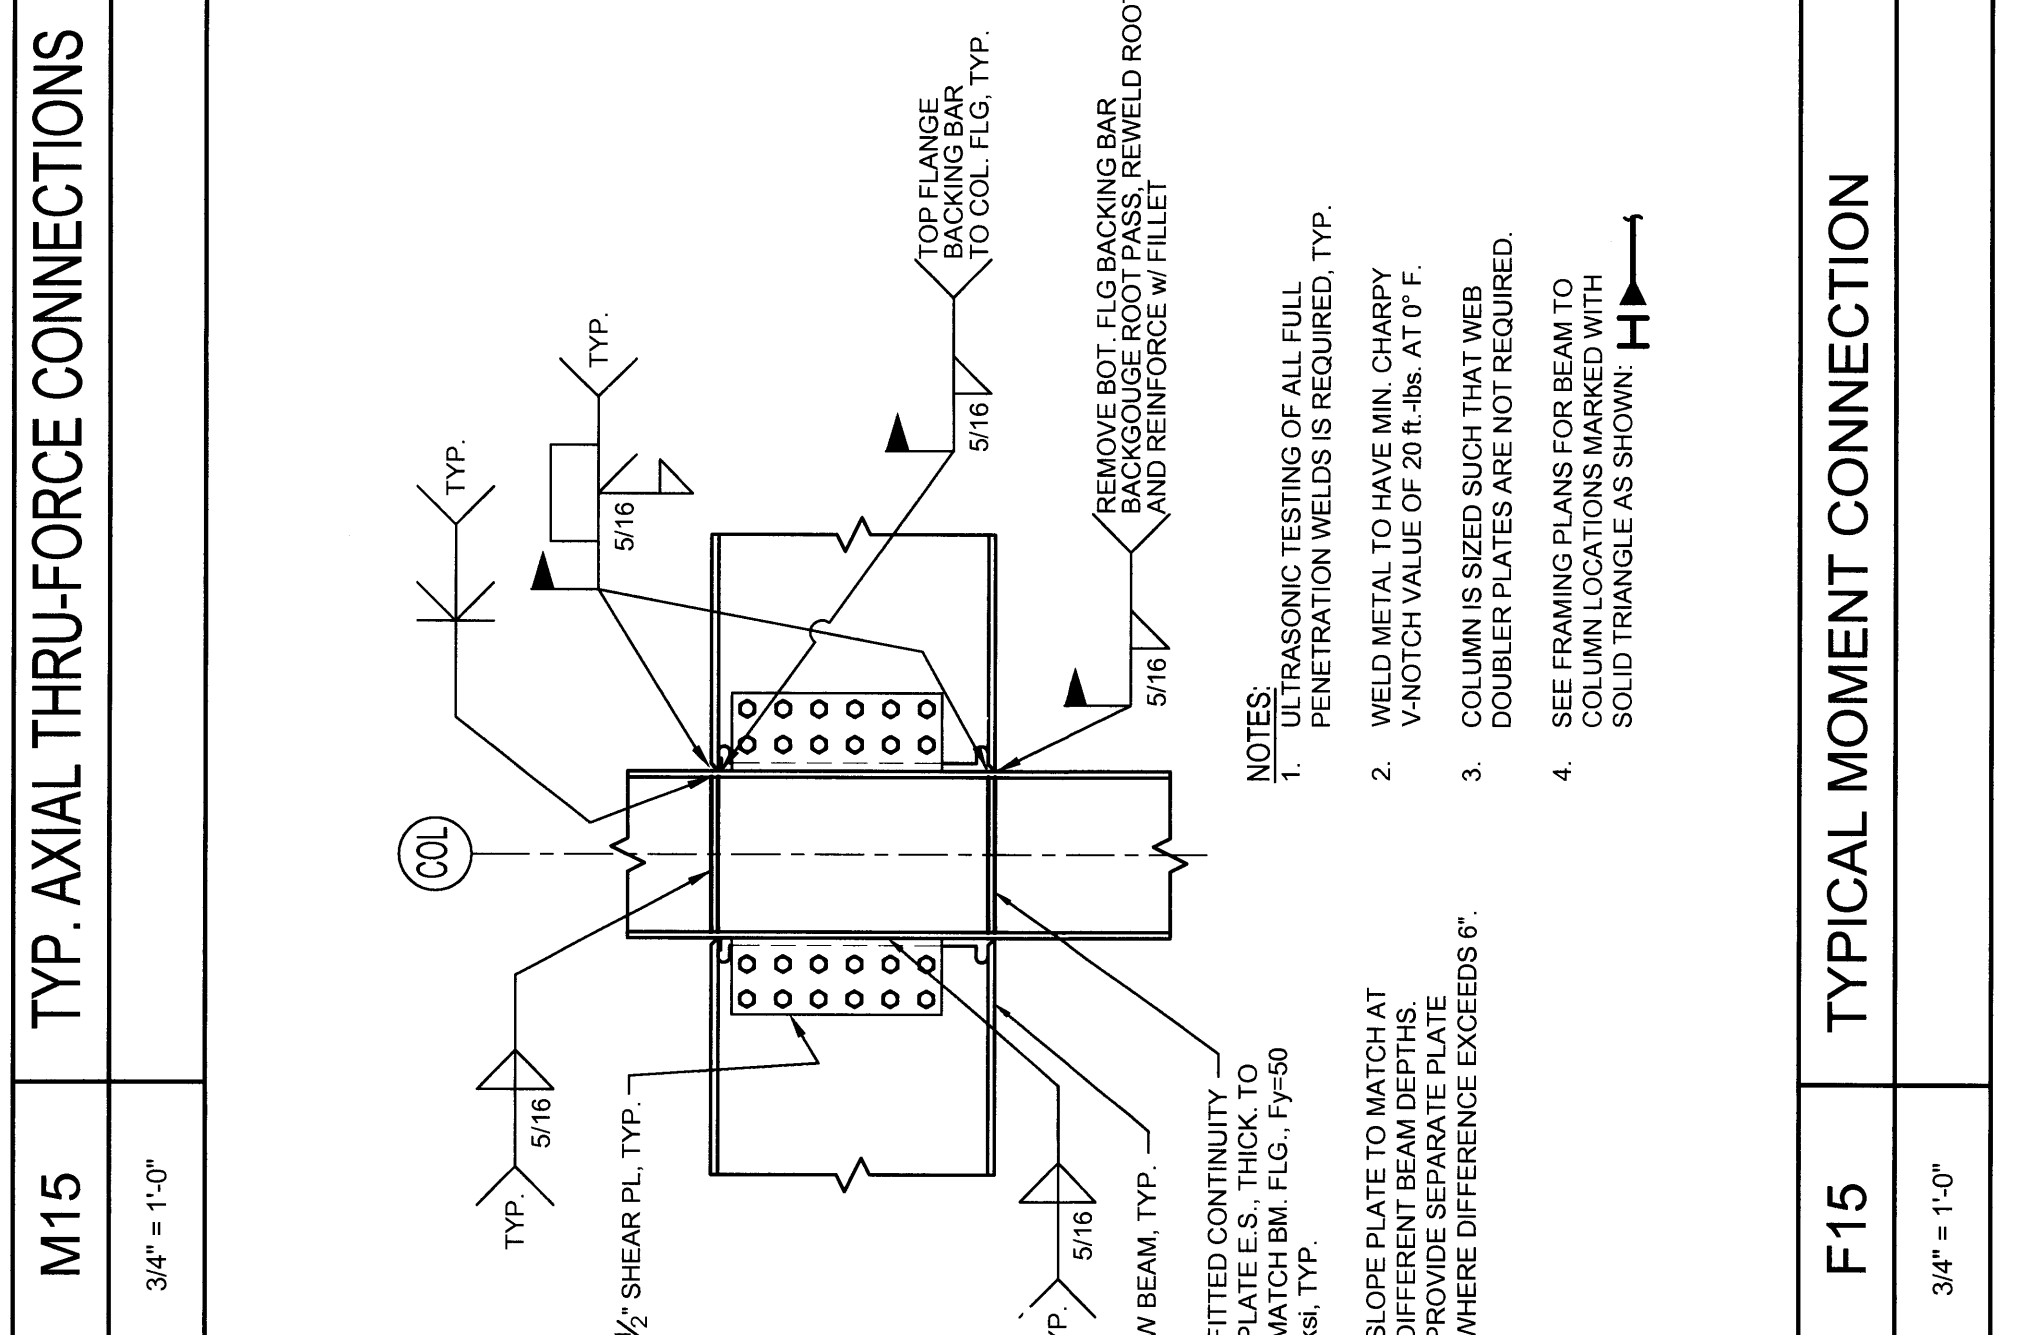 M15
TYP. AXIAL THRU-FORCE CONNECTIONS
3/4" = 1'-0"
COL
TYP.
TYP.
5/16
TYP.
5/16
1/2" SHEAR PL, TYP.
TOP FLANGE
BACKING BAR
TO COL. FLG, TYP.
5/16
REMOVE BOT. FLG BACKING BAR
BACKGOUGE ROOT PASS, REWELD ROOT
AND REINFORCE w/ FILLET
5/16
5/16
W BEAM, TYP.
FITTED CONTINUITY
PLATE E.S., THICK. TO
MATCH BM. FLG., Fy=50
ksi, TYP.
SLOPE PLATE TO MATCH AT
DIFFERENT BEAM DEPTHS.
PROVIDE SEPARATE PLATE
WHERE DIFFERENCE EXCEEDS 6".
NOTES:
1. ULTRASONIC TESTING OF ALL FULL
PENETRATION WELDS IS REQUIRED, TYP.
2. WELD METAL TO HAVE MIN. CHARPY
V-NOTCH VALUE OF 20 ft.-lbs. AT 0° F.
3. COLUMN IS SIZED SUCH THAT WEB
DOUBLER PLATES ARE NOT REQUIRED.
4. SEE FRAMING PLANS FOR BEAM TO
COLUMN LOCATIONS MARKED WITH
SOLID TRIANGLE AS SHOWN:
F15
TYPICAL MOMENT CONNECTION
3/4" = 1'-0"